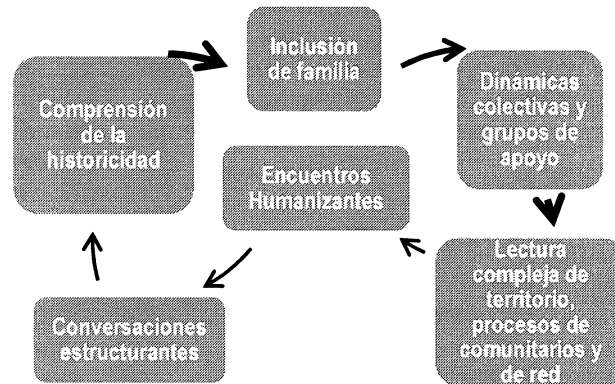 Inclusión
de familia
Dinámicas
colectivas y
grupos de
apoyo
Comprensión
de la
historicidad
Encuentros
Humanizantes
Lectura
compleja de
territorio,
procesos de
comunitarios y
de red
Conversaciones
estructurantes